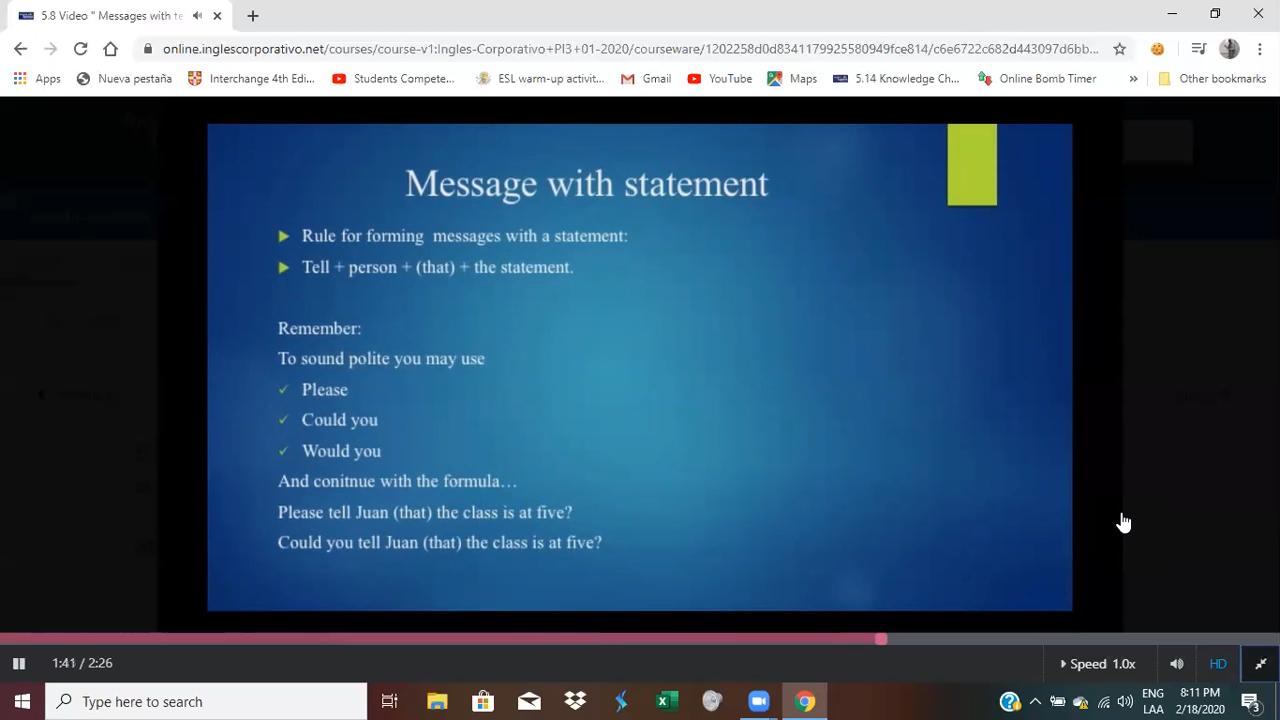 5.8 Video " Messages with te
online.inglescorporativo.net/courses/course-v1:Ingles-Corporativo+PI3+01-2020/courseware/1202258d0d8341179925580949fce814/c6e6722c682d443097d6bb...
Apps Nueva pestaña Interchange 4th Edi... Students Compete... ESL warm-up activit... Gmail YouTube Maps 5.14 Knowledge Ch... Online Bomb Timer » Other bookmarks
Message with statement
Rule for forming messages with a statement:
Tell + person + (that) + the statement.
Remember:
To sound polite you may use
✓ Please
✓ Could you
✓ Would you
And conitnue with the formula…
Please tell Juan (that) the class is at five?
Could you tell Juan (that) the class is at five?
1:41 / 2:26 Speed 1.0x HD
Type here to search
ENG 8:11 PM
LAA 2/18/2020 3